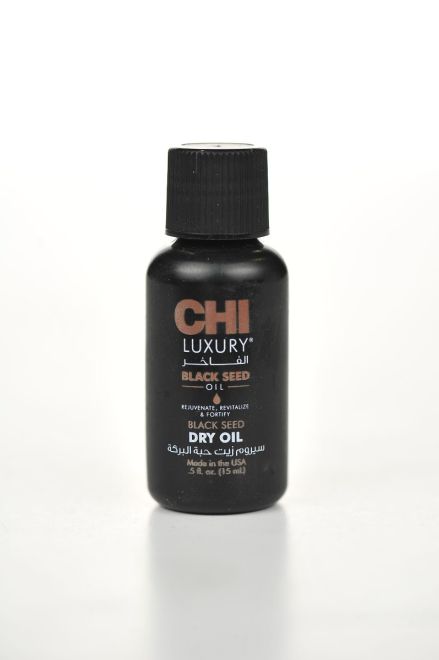 CHI
LUXURY®
الفاخر
BLACK SEED
OIL
REJUVENATE, REVITALIZE
& FORTIFY
BLACK SEED
DRY OIL
سيروم زيت حبة البركة
Made in the USA
.5 fl. oz. (15 mL)